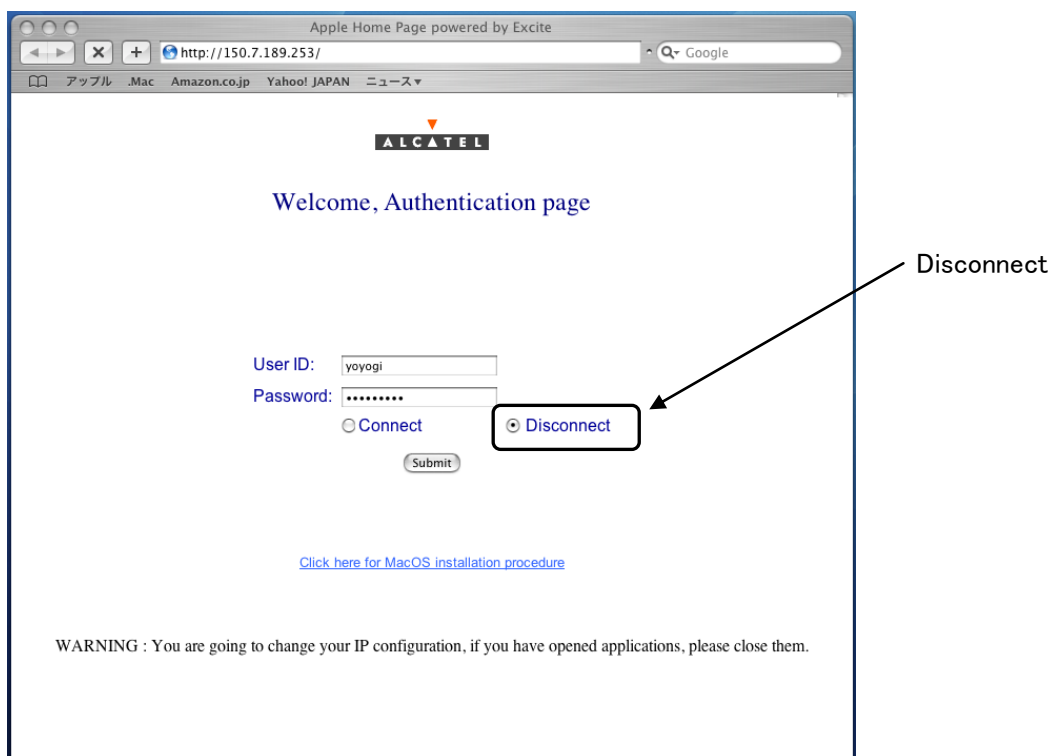 Apple Home Page powered by Excite
http://150.7.189.253/
Google
アップル .Mac Amazon.co.jp Yahoo! JAPAN ニュース▼
ALCATEL
Welcome, Authentication page
Disconnect
User ID: yoyogi
Password: •••••••••
Connect Disconnect
Submit
Click here for MacOS installation procedure
WARNING : You are going to change your IP configuration, if you have opened applications, please close them.